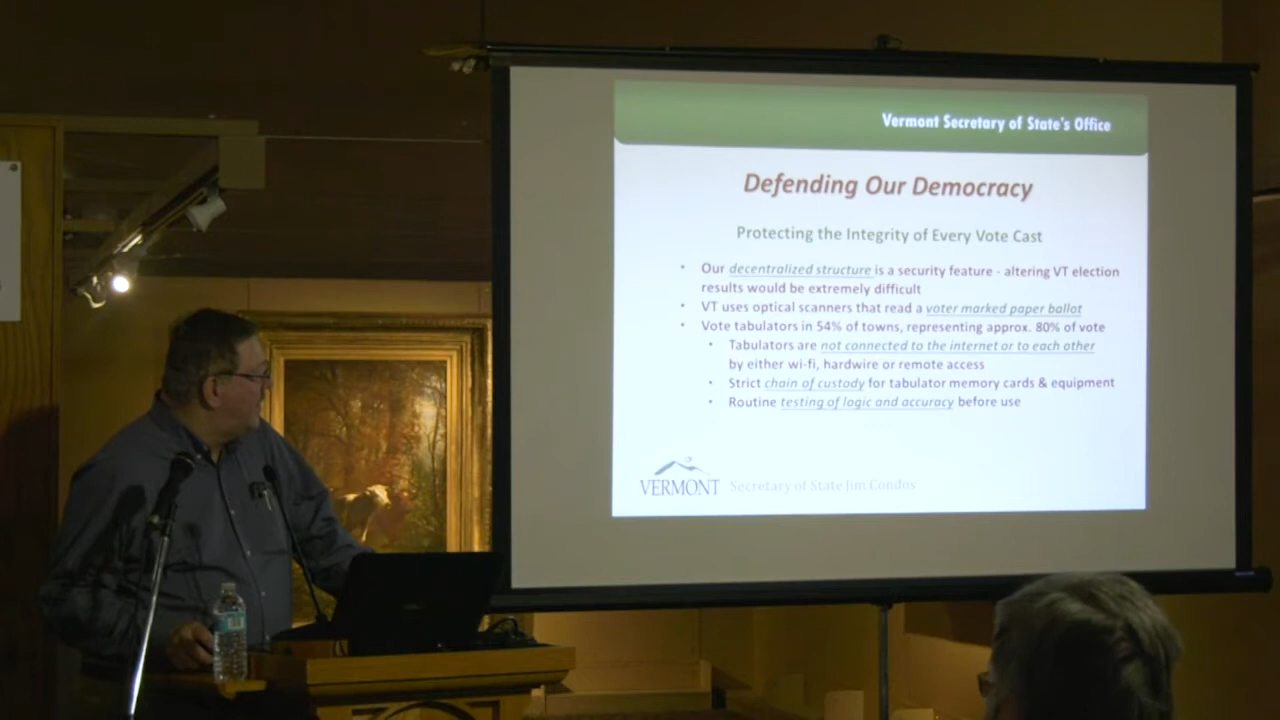 Vermont Secretary of State's Office
Defending Our Democracy
Protecting the Integrity of Every Vote Cast
• Our decentralized structure is a security feature - altering VT election
results would be extremely difficult
• VT uses optical scanners that read a voter marked paper ballot
• Vote tabulators in 54% of towns, representing approx. 80% of vote
• Tabulators are not connected to the internet or to each other
by either wi-fi, hardwire or remote access
• Strict chain of custody for tabulator memory cards & equipment
• Routine testing of logic and accuracy before use
VERMONT Secretary of State Jim Condos